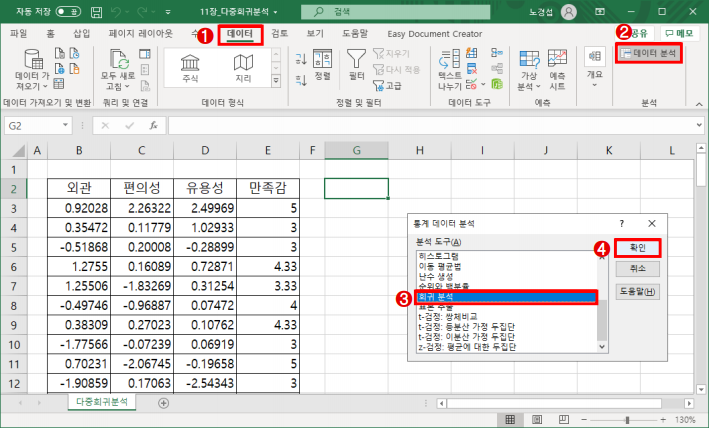 자동 저장 11장_다중회귀분석 검색 노경섭
파일 홈 삽입 페이지 레이아웃 수 ❶ 데이터 검토 보기 도움말 Easy Document Creator ❷ 공유 메모
데이터 가져오기 모두 새로 고침 주식 지리 정렬 필터 지우기 다시 적용 고급 텍스트 나누기 가상 분석 예측 시트 개요 데이터 분석
데이터 가져오기 및 변환 쿼리 및 연결 데이터 형식 정렬 및 필터 데이터 도구 예측 분석
G2 fx
A B C D E F G H I J K L
1
2 외관 편의성 유용성 만족감
3 0.92028 2.26322 2.49969 5
4 0.35472 0.11779 1.02933 3
5 -0.51868 0.20008 -0.28899 3
6 1.2755 0.16089 0.72871 4.33
7 1.25506 -1.83269 0.31254 3.33
8 -0.49746 -0.96887 0.07472 4
9 0.38309 0.27023 0.10762 4.33
10 -1.77566 -0.07239 0.06919 3
11 0.70231 -2.06745 -0.19658 5
12 -1.90859 0.17063 -2.54343 3
통계 데이터 분석 ? ×
분석 도구(A)
히스토그램
이동 평균법
난수 생성
순위와 백분율
❸ 회귀 분석
표본 추출
t-검정: 쌍체비교
t-검정: 등분산 가정 두집단
t-검정: 이분산 가정 두집단
z-검정: 평균에 대한 두집단
❹ 확인
취소
도움말(H)
다중회귀분석
130%